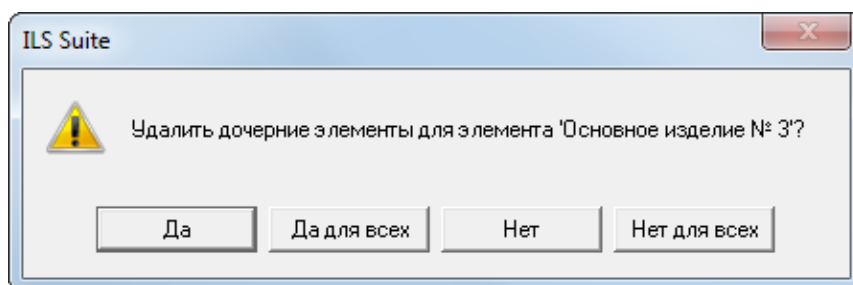 ILS Suite
Удалить дочерние элементы для элемента 'Основное изделие № 3'?
Да
Да для всех
Нет
Нет для всех